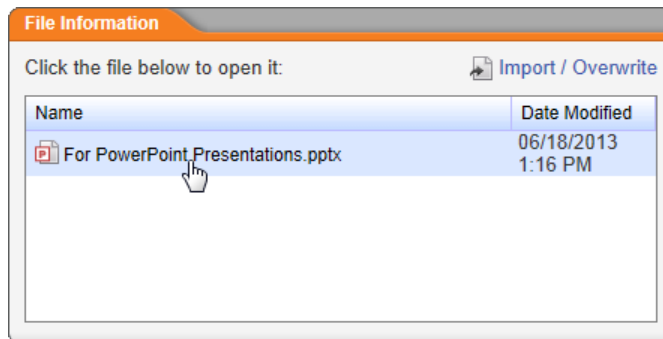 File Information
Click the file below to open it:
Import / Overwrite
Name
Date Modified
For PowerPoint Presentations.pptx
06/18/2013
1:16 PM